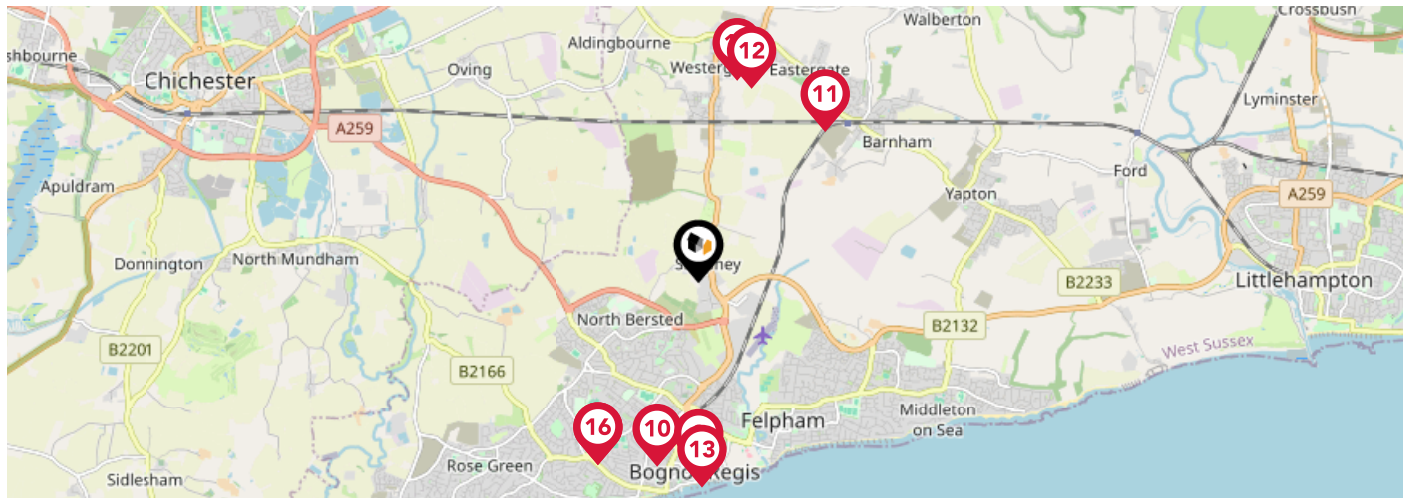 Crossbush
Walberton
Aldingbourne
12
Eastergate
Oving
Chichester
11
Lyminster
A259
Barnham
Ford
Apuldram
Yapton
A259
Donnington
North Mundham
Littlehampton
B2233
North Bersted
B2132
West Sussex
B2201
B2166
Middleton
on Sea
Felpham
16
10
13
Rose Green
Sidlesham